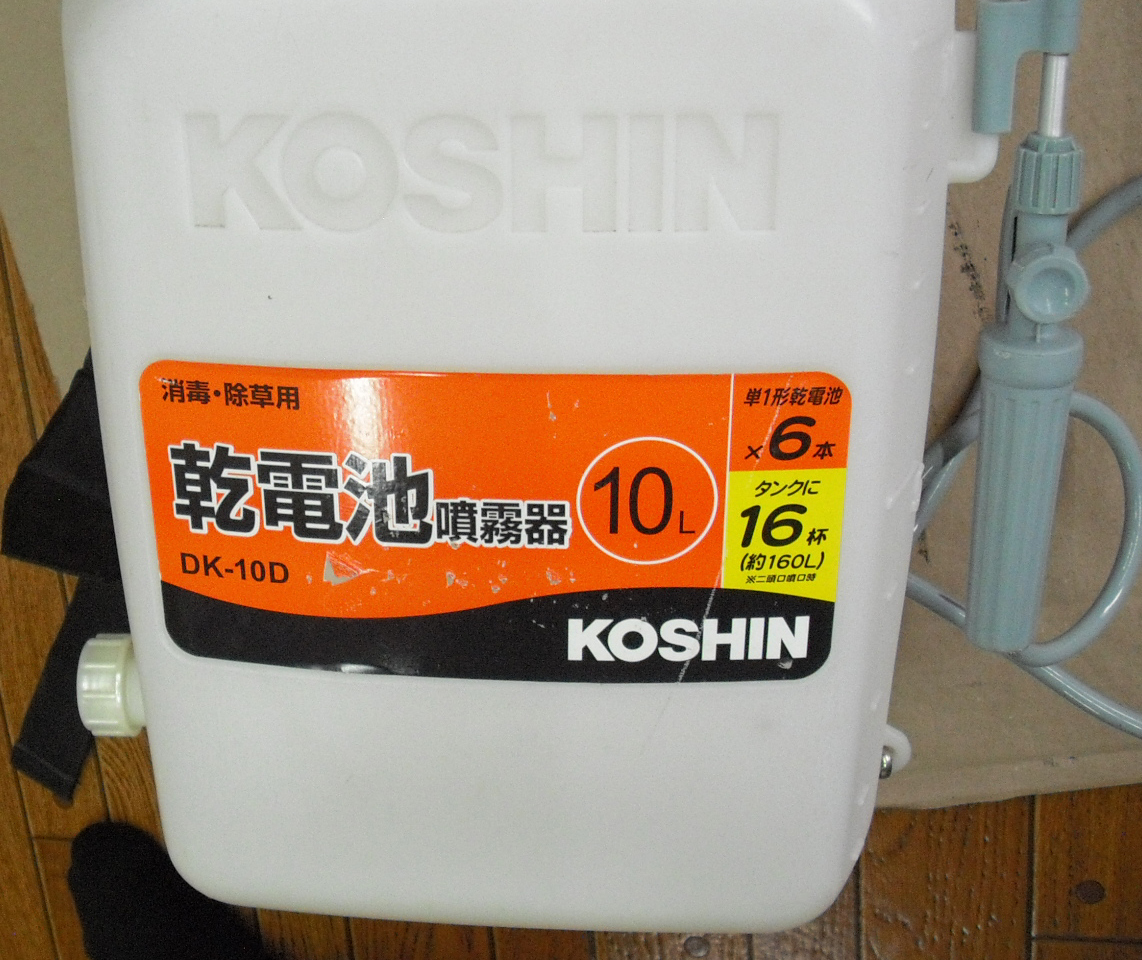 KOSHIN
消毒・除草用
乾電池噴霧器
10L
DK-10D
単1形乾電池
×6本
タンクに
16杯
(約160L)
※二頭口噴口時
KOSHIN